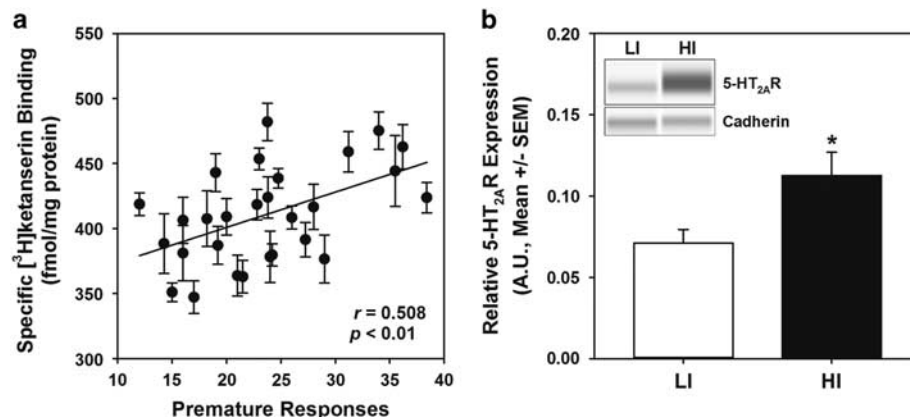 a
Specific [³H]ketanserin Binding
(fmol/mg protein)
550
500
450
400
350
300
10 15 20 25 30 35 40
Premature Responses
r = 0.508
p < 0.01
b
Relative 5-HT₂ₐR Expression
(A.U., Mean +/- SEM)
0.20
0.15
0.10
0.05
0.00
LI HI
5-HT₂ₐR
Cadherin
*
LI HI